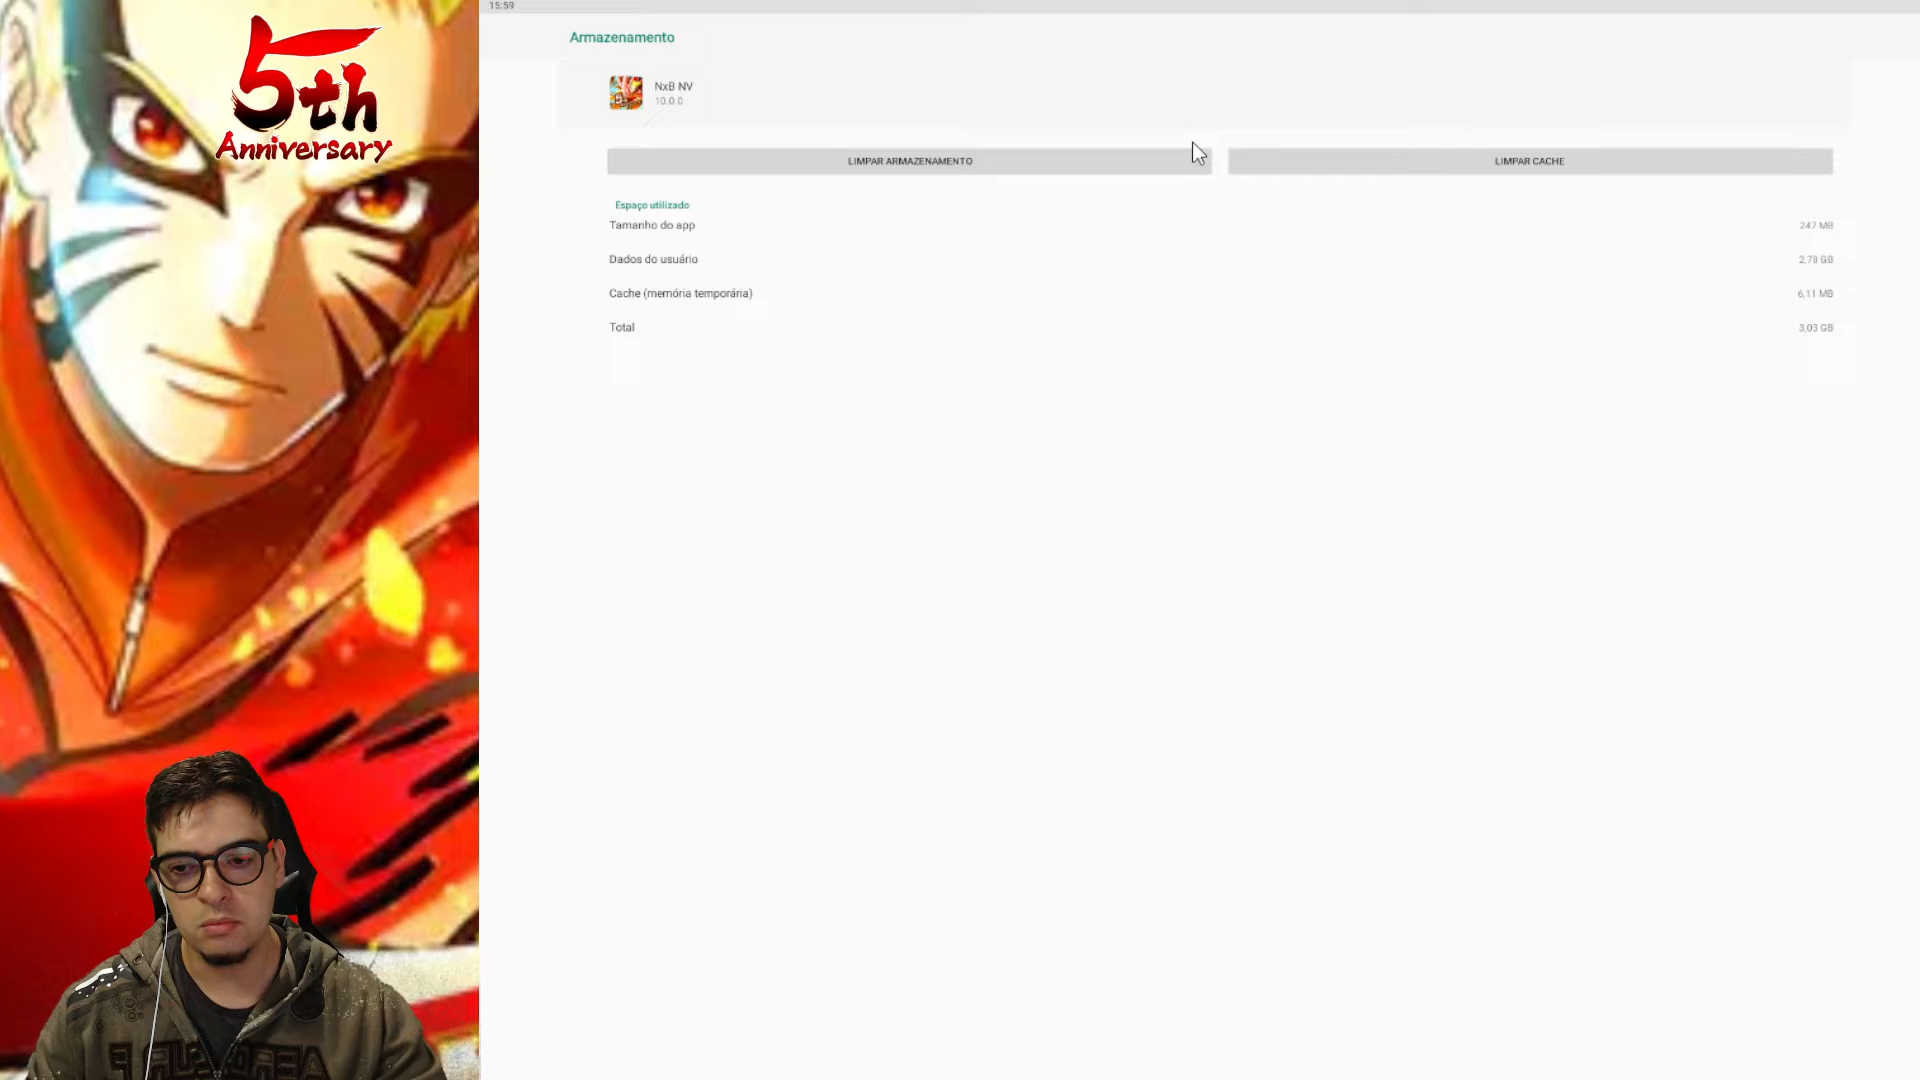 5th
Anniversary
15:59
Armazenamento
NxB NV
10.0.0
LIMPAR ARMAZENAMENTO
LIMPAR CACHE
Espaço utilizado
Tamanho do app
247 MB
Dados do usuário
2,78 GB
Cache (memória temporária)
6,11 MB
Total
3,03 GB